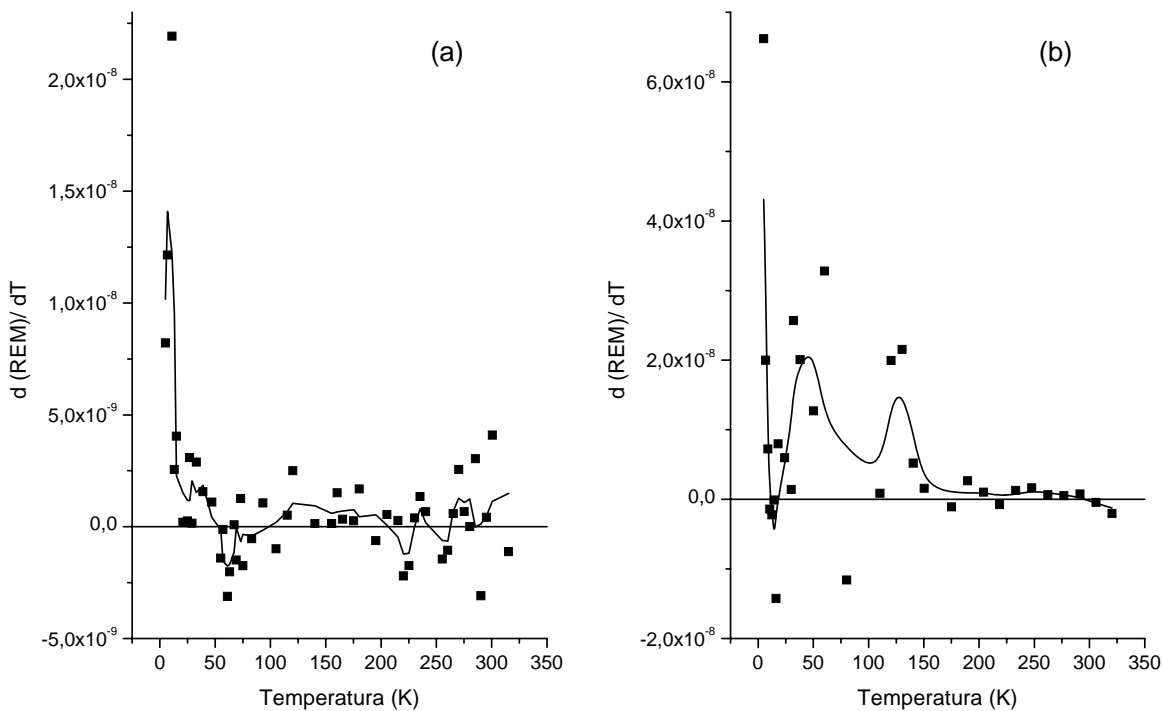 (a)
2,0x10⁻⁸
1,5x10⁻⁸
1,0x10⁻⁸
5,0x10⁻⁹
0,0
-5,0x10⁻⁹
d (REM)/ dT
0 50 100 150 200 250 300 350
Temperatura (K)
(b)
6,0x10⁻⁸
4,0x10⁻⁸
2,0x10⁻⁸
0,0
-2,0x10⁻⁸
d (REM)/ dT
0 50 100 150 200 250 300 350
Temperatura (K)